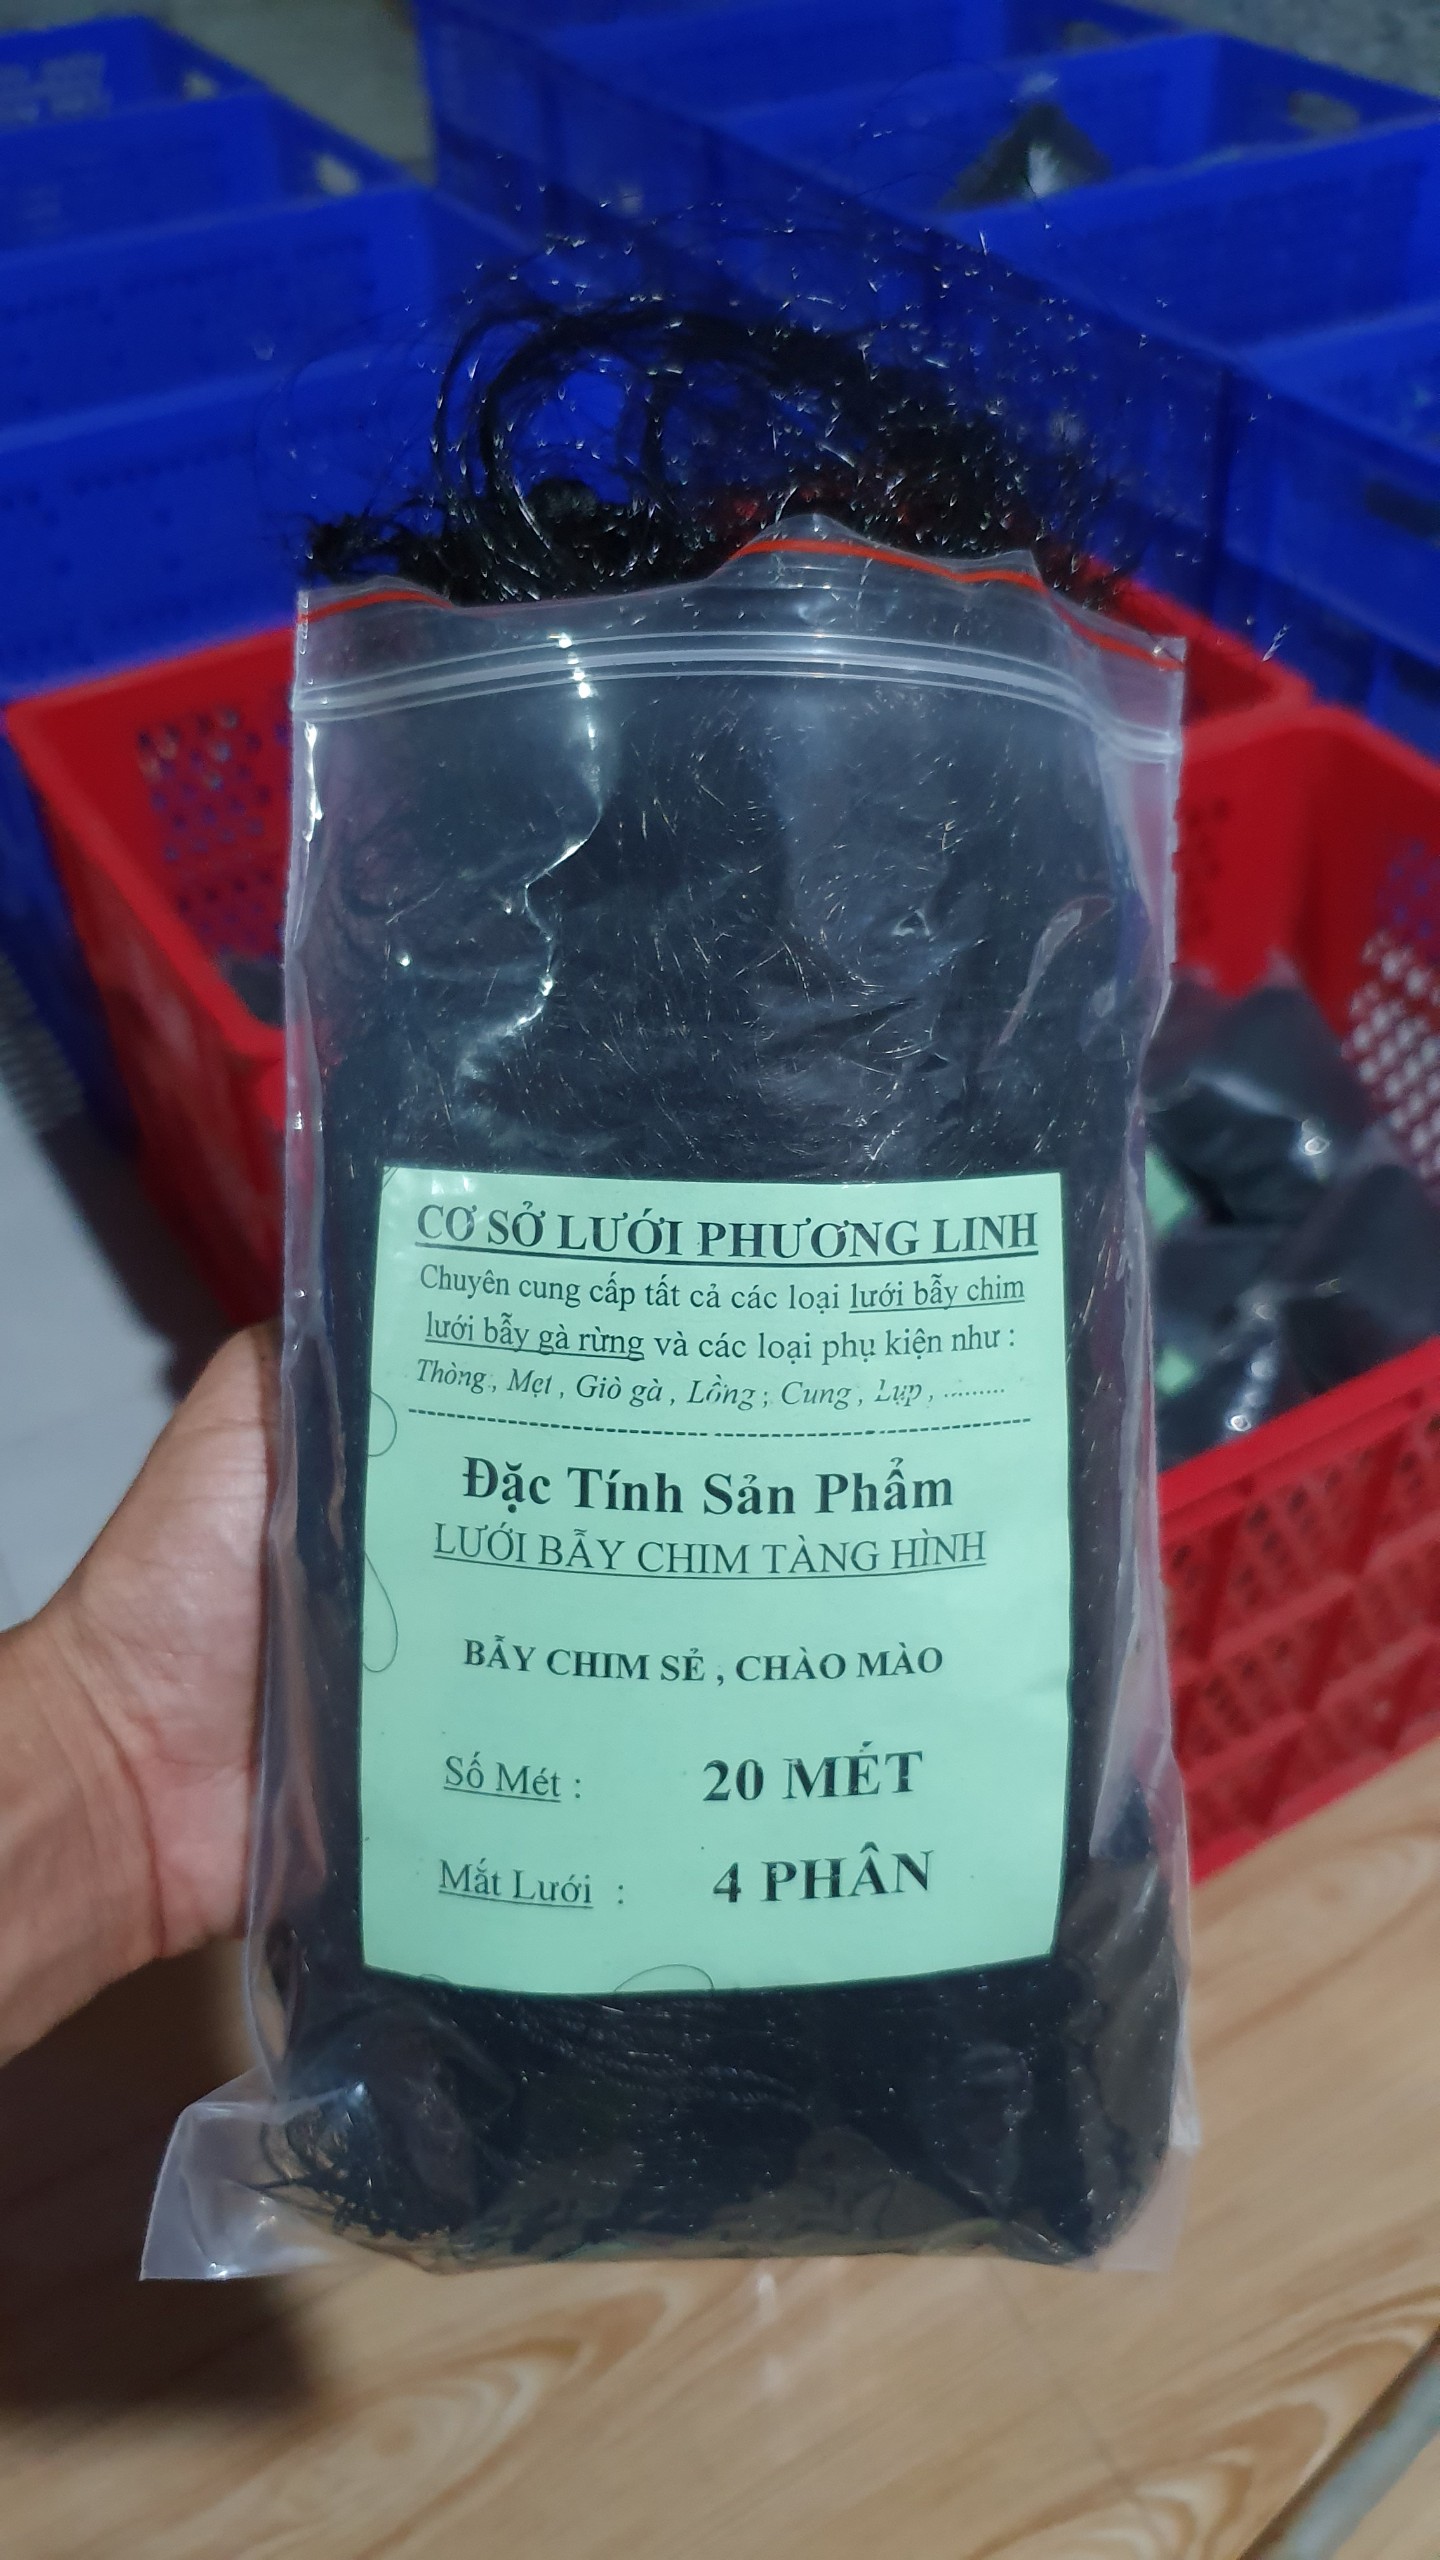 CƠ SỞ LƯỚI PHƯƠNG LINH
Chuyên cung cấp tất cả các loại lưới bẫy chim
lưới bẫy gà rừng và các loại phụ kiện như :
Thòng , Mẹt , Giò gà , Lồng ; Cung , Lụp , .........
Đặc Tính Sản Phẩm
LƯỚI BẪY CHIM TÀNG HÌNH
BẪY CHIM SẺ , CHÀO MÀO
Số Mét : 20 MÉT
Mắt Lưới : 4 PHÂN